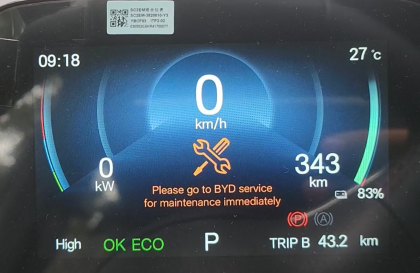 09:18
27°C
0
km/h
0
kW
343
km
Please go to BYD service
for maintenance immediately
83%
P A
High
OK ECO
P
TRIP B 43.2 km